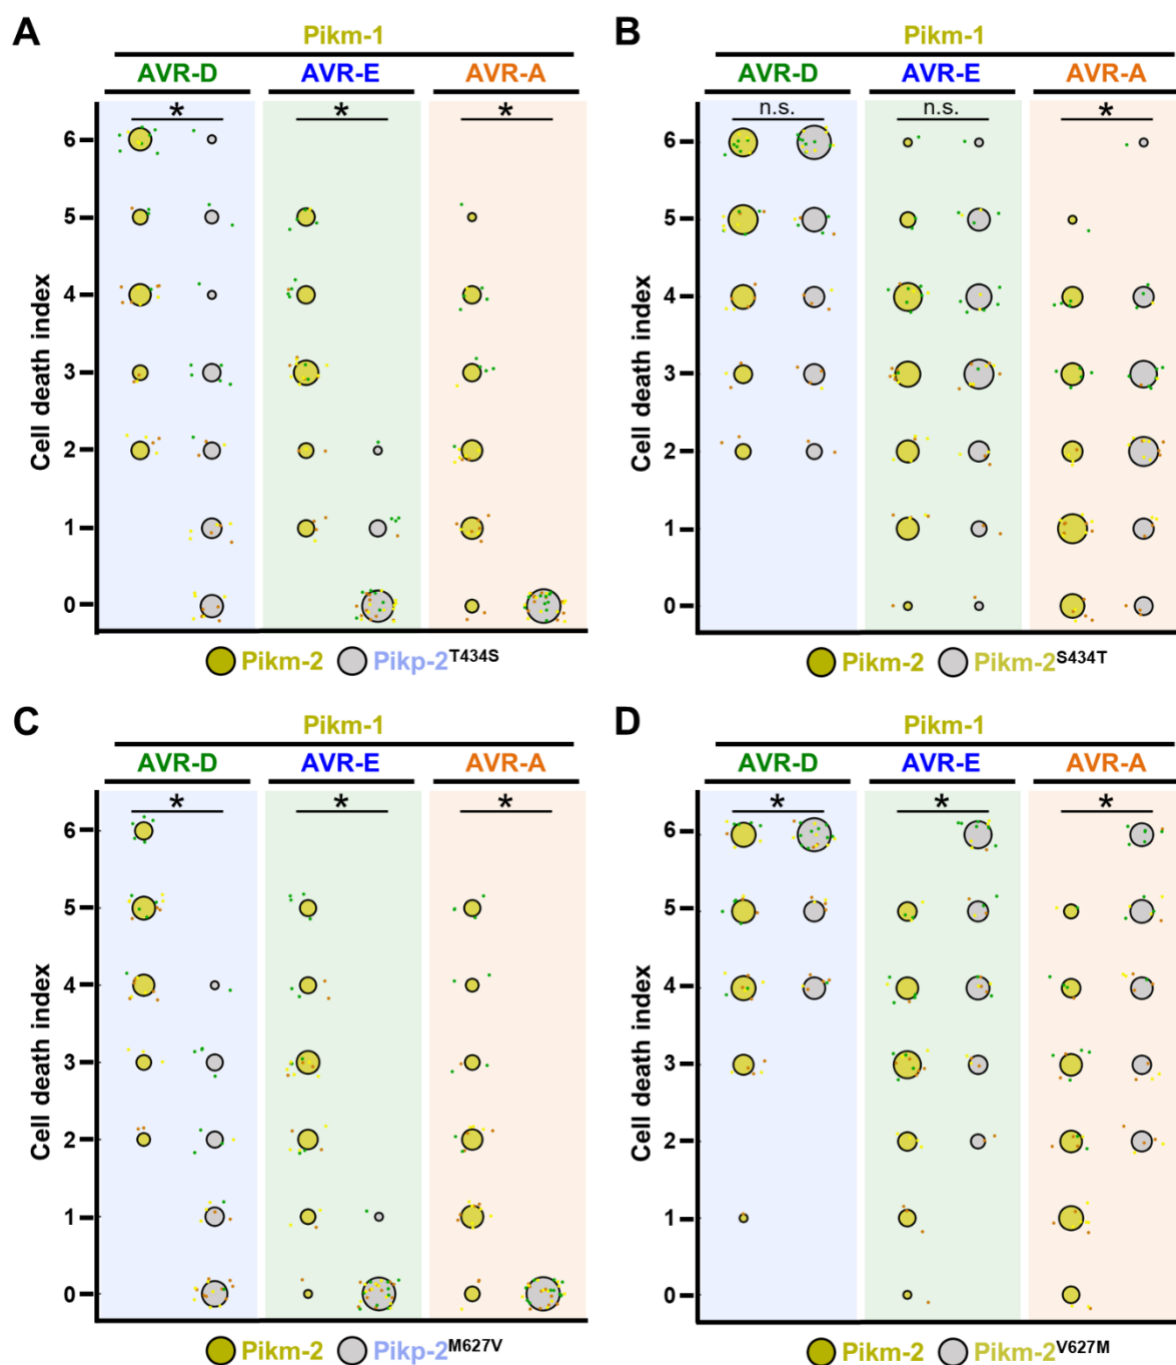 A
Pikm-1
AVR-D AVR-E AVR-A
* * *
Cell death index
6
5
4
3
2
1
0
Pikm-2 Pikp-2T434S
B
Pikm-1
AVR-D AVR-E AVR-A
n.s. n.s. *
Cell death index
6
5
4
3
2
1
0
Pikm-2 Pikm-2S434T
C
Pikm-1
AVR-D AVR-E AVR-A
* * *
Cell death index
6
5
4
3
2
1
0
Pikm-2 Pikp-2M627V
D
Pikm-1
AVR-D AVR-E AVR-A
* * *
Cell death index
6
5
4
3
2
1
0
Pikm-2 Pikm-2V627M